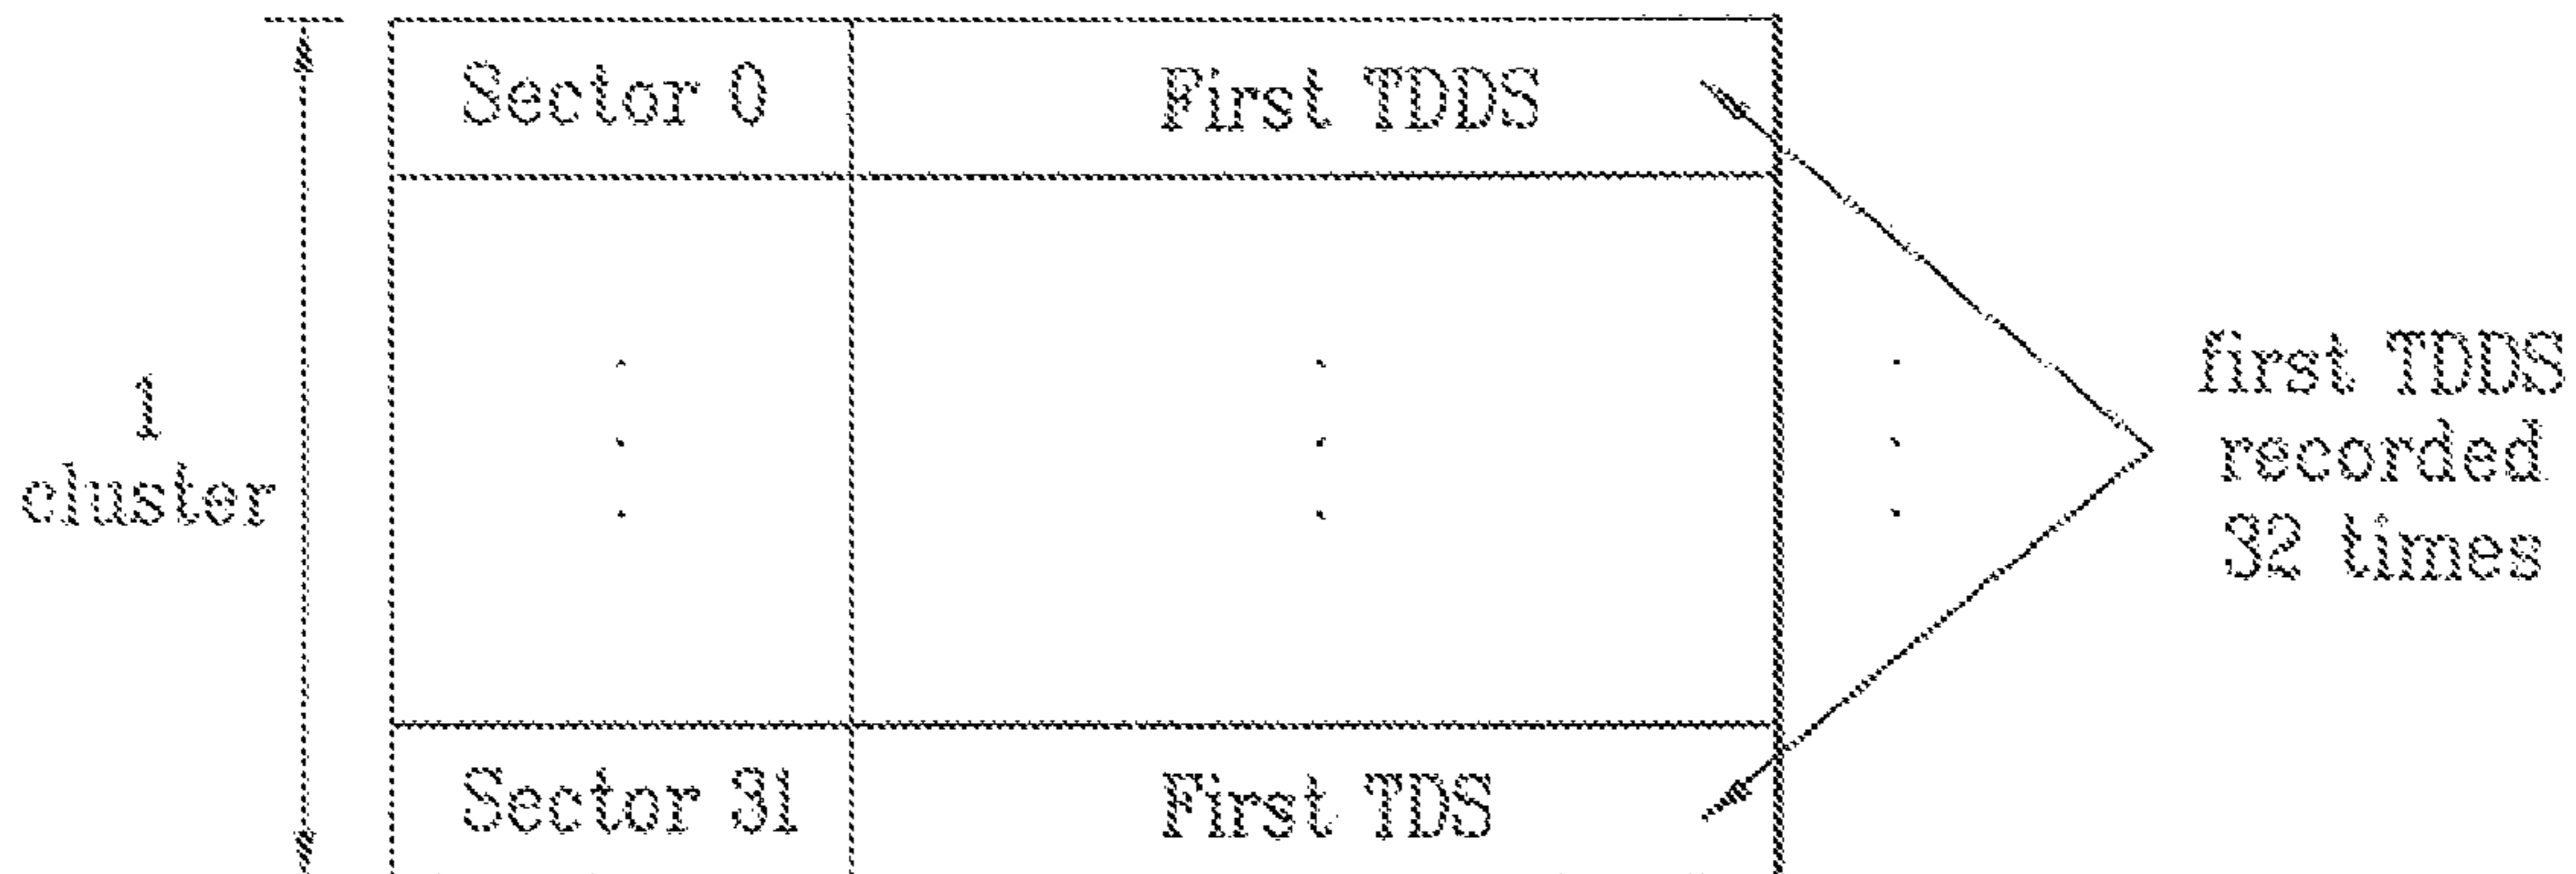 Sector 0 First TDDS
1
cluster
first TDDS
recorded
32 times
Sector 31 First TDS